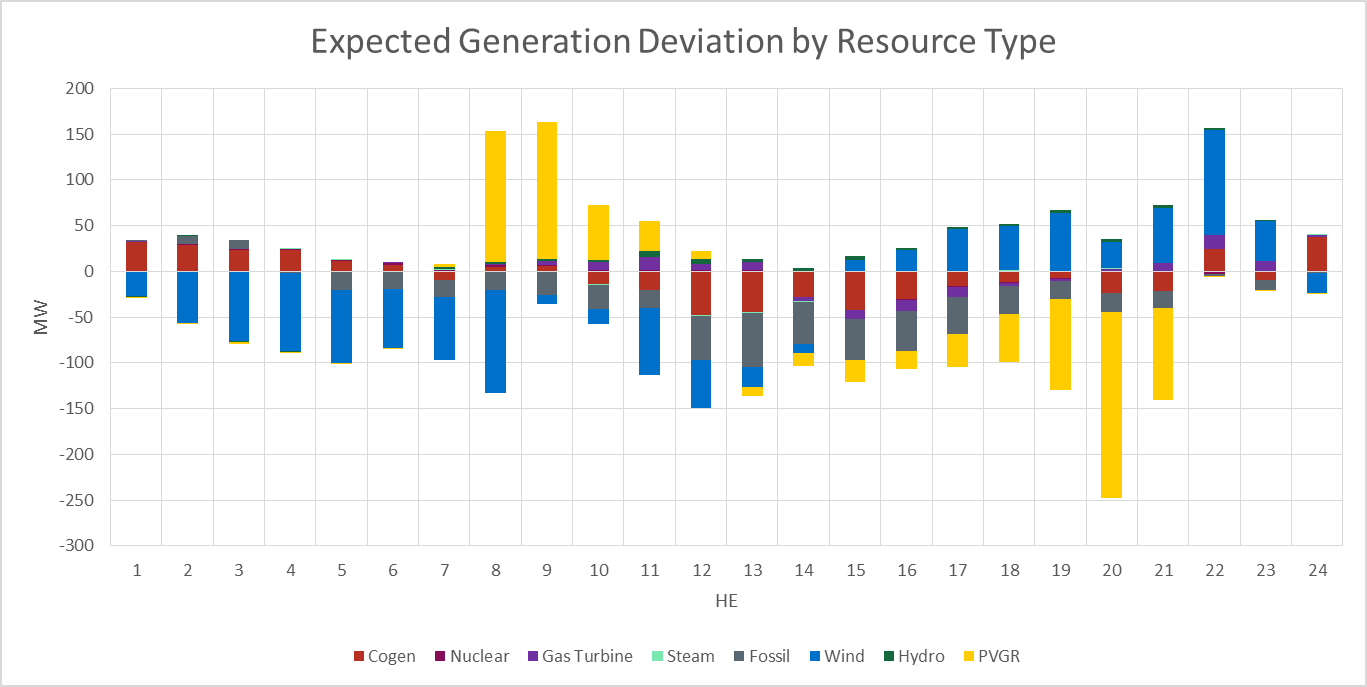 Expected Generation Deviation by Resource Type
200
150
100
50
0
-50
-100
-150
-200
-250
-300
MW
1 2 3 4 5 6 7 8 9 10 11 12 13 14 15 16 17 18 19 20 21 22 23 24
HE
Cogen Nuclear Gas Turbine Steam Fossil Wind Hydro PVGR